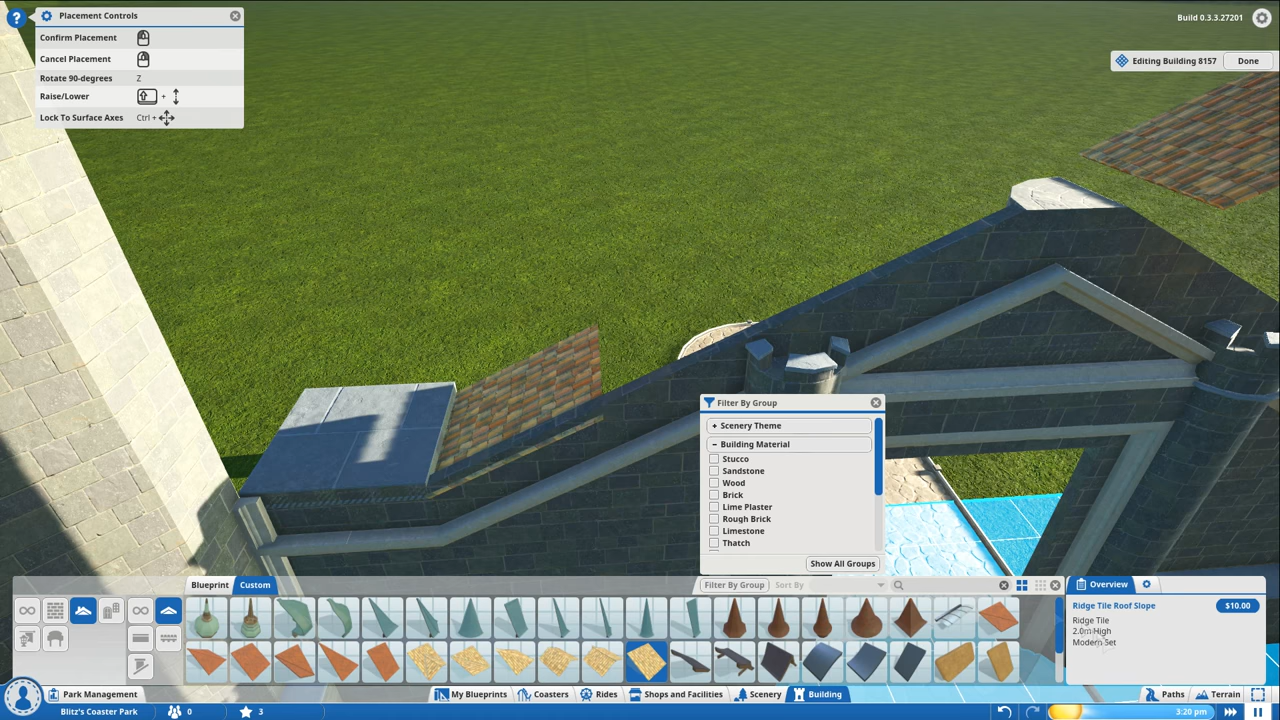 ? Placement Controls
Build 0.3.3.27201
Confirm Placement
Cancel Placement
Editing Building 8157 Done
Rotate 90-degrees Z
Raise/Lower +
Lock To Surface Axes Ctrl +
Filter By Group
+ Scenery Theme
− Building Material
Stucco
Sandstone
Wood
Brick
Lime Plaster
Rough Brick
Limestone
Thatch
Show All Groups
Blueprint Custom Filter By Group Sort By Overview
Ridge Tile Roof Slope $10.00
Ridge Tile
2.0m High
Modern Set
Park Management My Blueprints Coasters Rides Shops and Facilities Scenery Building Paths Terrain
Blitz's Coaster Park 0 3 3:20 pm